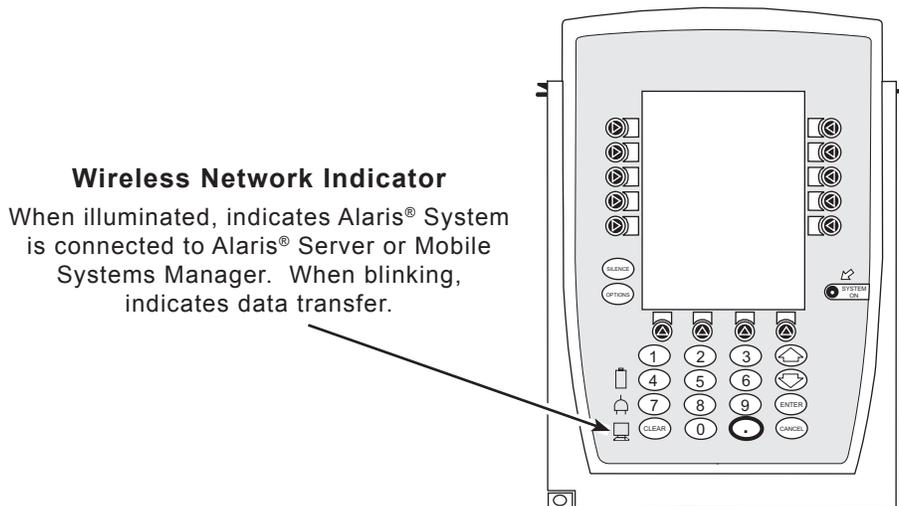 Wireless Network Indicator
When illuminated, indicates Alaris® System
is connected to Alaris® Server or Mobile
Systems Manager. When blinking,
indicates data transfer.
SILENCE
OPTIONS
SYSTEM
ON
1 2 3
4 5 6
7 8 9 ENTER
CLEAR 0 . CANCEL